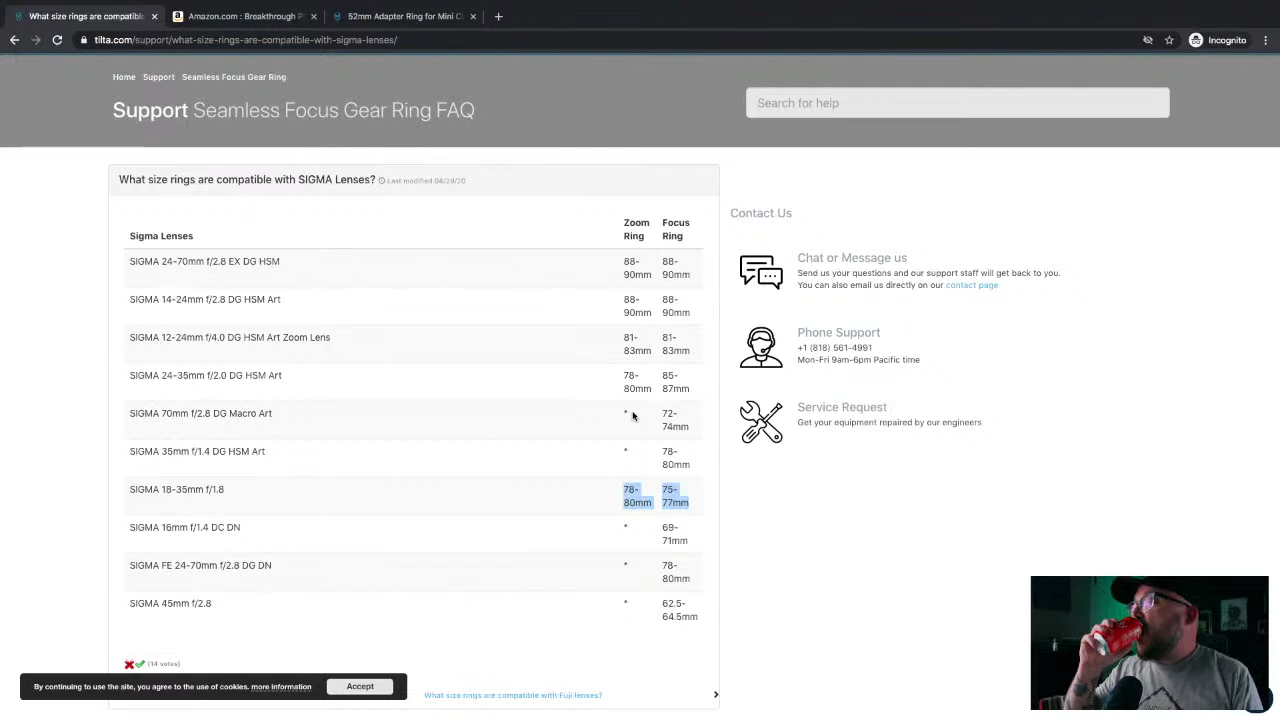 What size rings are compatible
Amazon.com : Breakthrough P
52mm Adapter Ring for Mini C
tilta.com/support/what-size-rings-are-compatible-with-sigma-lenses/
Incognito
Home Support Seamless Focus Gear Ring
Support Seamless Focus Gear Ring FAQ
Search for help
What size rings are compatible with SIGMA Lenses? Last modified 04/29/20
Sigma Lenses
Zoom Ring
Focus Ring
SIGMA 24-70mm f/2.8 EX DG HSM
88-
90mm
88-
90mm
SIGMA 14-24mm f/2.8 DG HSM Art
88-
90mm
88-
90mm
SIGMA 12-24mm f/4.0 DG HSM Art Zoom Lens
81-
83mm
81-
83mm
SIGMA 24-35mm f/2.0 DG HSM Art
78-
80mm
85-
87mm
SIGMA 70mm f/2.8 DG Macro Art
*
72-
74mm
SIGMA 35mm f/1.4 DG HSM Art
*
78-
80mm
SIGMA 18-35mm f/1.8
78-
80mm
75-
77mm
SIGMA 16mm f/1.4 DC DN
*
69-
71mm
SIGMA FE 24-70mm f/2.8 DG DN
*
78-
80mm
SIGMA 45mm f/2.8
*
62.5-
64.5mm
(14 votes)
What size rings are compatible with Fuji lenses?
By continuing to use the site, you agree to the use of cookies. more information
Accept
Contact Us
Chat or Message us
Send us your questions and our support staff will get back to you.
You can also email us directly on our contact page
Phone Support
+1 (818) 561-4991
Mon-Fri 9am-6pm Pacific time
Service Request
Get your equipment repaired by our engineers